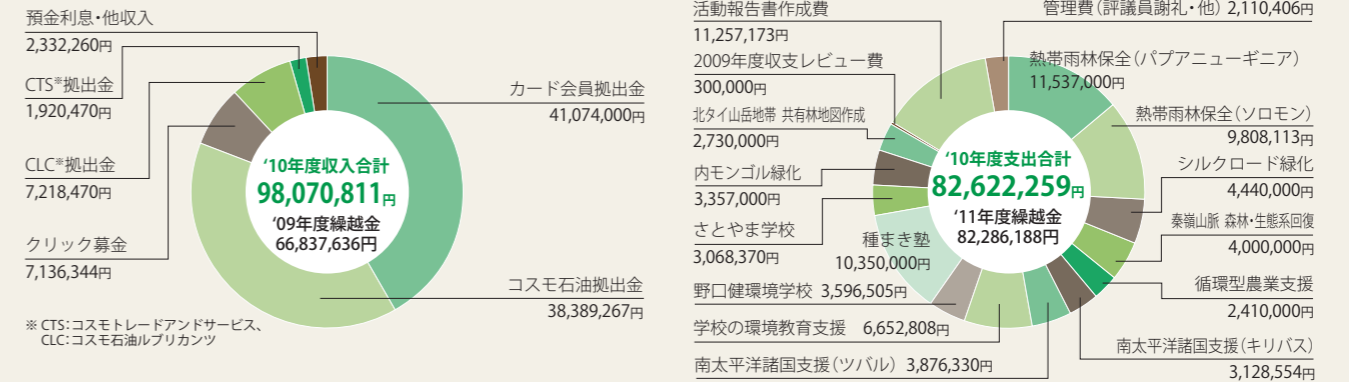 預金利息・他収入
2,332,260円
CTS※拠出金
1,920,470円
CLC※拠出金
7,218,470円
クリック募金
7,136,344円
カード会員拠出金
41,074,000円
コスモ石油拠出金
38,389,267円
‘10年度収入合計
98,070,811円
‘09年度繰越金
66,837,636円
※ CTS：コスモトレードアンドサービス、
CLC：コスモ石油ルブリカンツ
活動報告書作成費
11,257,173円
2009年度収支レビュー費
300,000円
北タイ山岳地帯 共有林地図作成
2,730,000円
内モンゴル緑化
3,357,000円
さとやま学校
3,068,370円
種まき塾
10,350,000円
野口健環境学校 3,596,505円
学校の環境教育支援 6,652,808円
南太平洋諸国支援（ツバル） 3,876,330円
‘10年度支出合計
82,622,259円
‘11年度繰越金
82,286,188円
管理費（評議員謝礼・他） 2,110,406円
熱帯雨林保全（パプアニューギニア）
11,537,000円
熱帯雨林保全（ソロモン）
9,808,113円
シルクロード緑化
4,440,000円
秦嶺山脈 森林・生態系回復
4,000,000円
循環型農業支援
2,410,000円
南太平洋諸国支援（キリバス）
3,128,554円